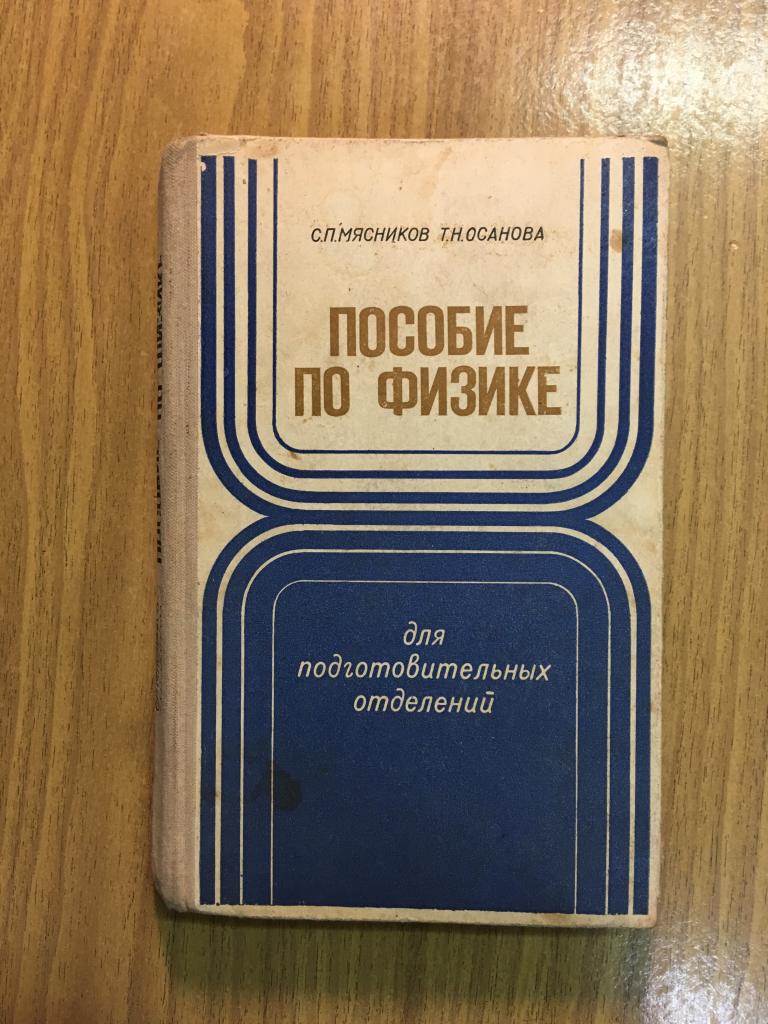 С.П.МЯСНИКОВ Т.Н.ОСАНОВА
ПОСОБИЕ
ПО ФИЗИКЕ
для
подготовительных
отделений